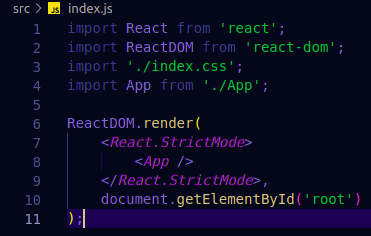 src > JS index.js
1 import React from 'react';
2 import ReactDOM from 'react-dom';
3 import './index.css';
4 import App from './App';
5
6 ReactDOM.render(
7     <React.StrictMode>
8         <App />
9     </React.StrictMode>,
10     document.getElementById('root')
11 );